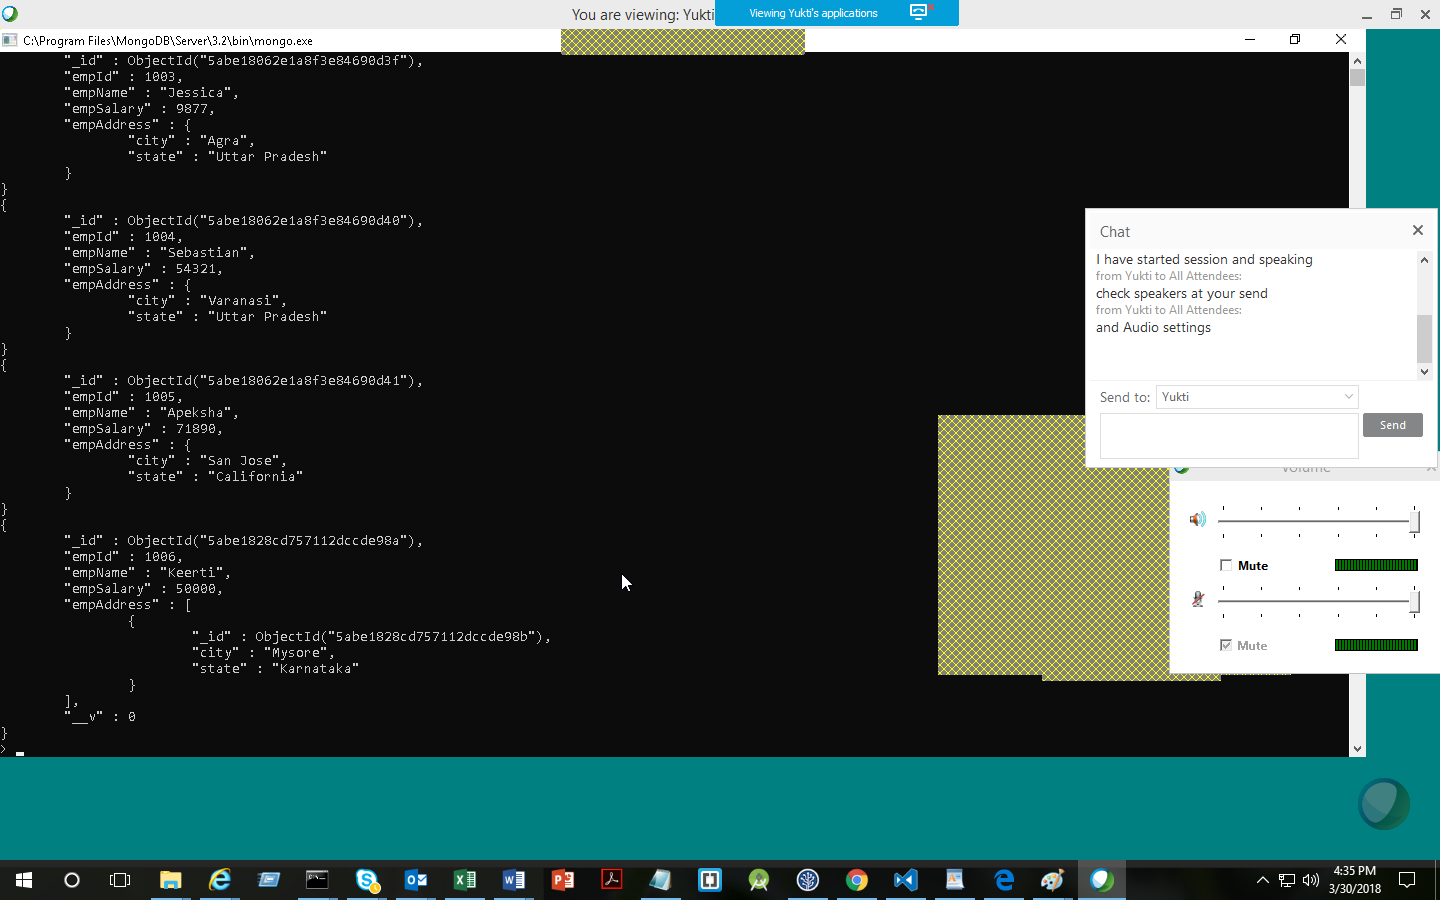 You are viewing: Yukti
Viewing Yukti's applications
C:\Program Files\MongoDB\Server\3.2\bin\mongo.exe
"_id" : ObjectId("5abe18062e1a8f3e84690d3f"),
"empId" : 1003,
"empName" : "Jessica",
"empSalary" : 9877,
"empAddress" : {
"city" : "Agra",
"state" : "Uttar Pradesh"
}
}
{
"_id" : ObjectId("5abe18062e1a8f3e84690d40"),
"empId" : 1004,
"empName" : "Sebastian",
"empSalary" : 54321,
"empAddress" : {
"city" : "Varanasi",
"state" : "Uttar Pradesh"
}
}
{
"_id" : ObjectId("5abe18062e1a8f3e84690d41"),
"empId" : 1005,
"empName" : "Apeksha",
"empSalary" : 71890,
"empAddress" : {
"city" : "San Jose",
"state" : "California"
}
}
{
"_id" : ObjectId("5abe1828cd757112dccde98a"),
"empId" : 1006,
"empName" : "Keerti",
"empSalary" : 50000,
"empAddress" : [
{
"_id" : ObjectId("5abe1828cd757112dccde98b"),
"city" : "Mysore",
"state" : "Karnataka"
}
],
"__v" : 0
}
>
Chat
I have started session and speaking
from Yukti to All Attendees:
check speakers at your send
from Yukti to All Attendees:
and Audio settings
Send to: Yukti
Send
Volume
Mute
Mute
4:35 PM
3/30/2018